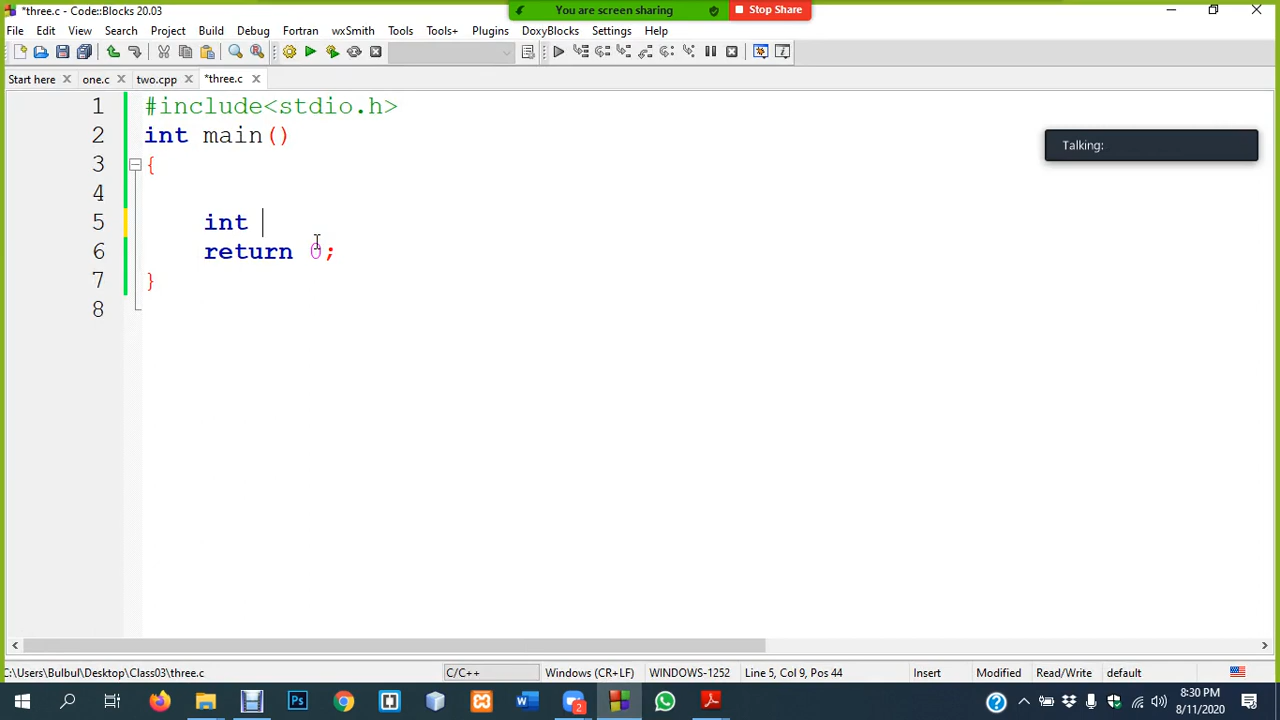 *three.c - Code::Blocks 20.03
You are screen sharing
Stop Share
File Edit View Search Project Build Debug Fortran wxSmith Tools Tools+ Plugins DoxyBlocks Settings Help
Start here one.c two.cpp *three.c
1 #include<stdio.h>
2 int main()
3 {
4
5 int
6 return 0;
7 }
8
Talking:
C:\Users\Bulbul\Desktop\Class03\three.c C/C++ Windows (CR+LF) WINDOWS-1252 Line 5, Col 9, Pos 44 Insert Modified Read/Write default
2
8:30 PM
8/11/2020